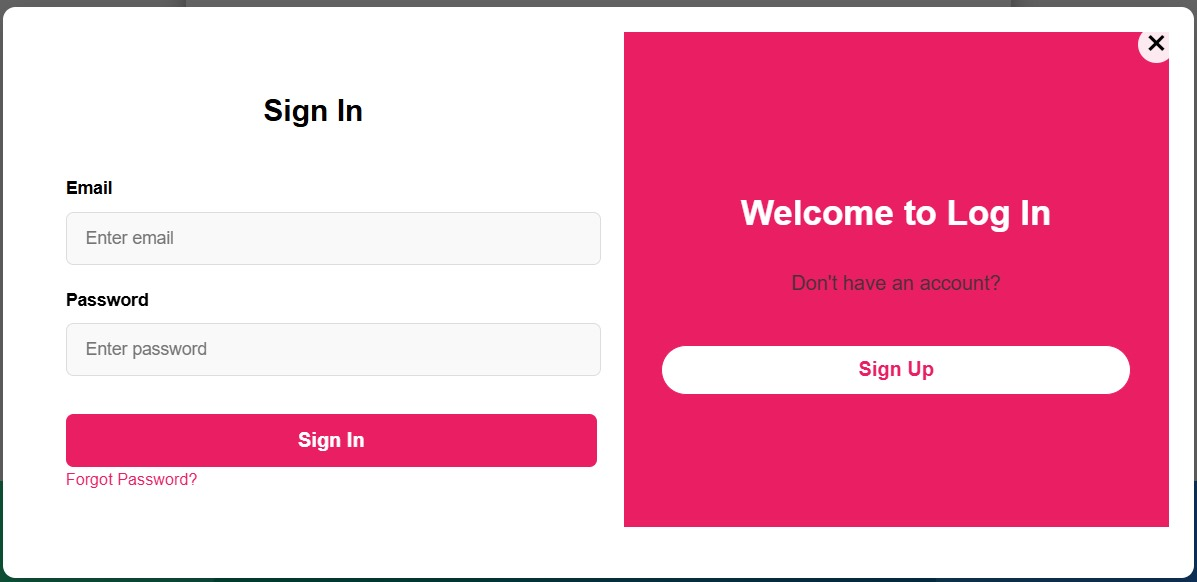 Sign In
Email
Enter email
Password
Enter password
Sign In
Forgot Password?
Welcome to Log In
Don't have an account?
Sign Up